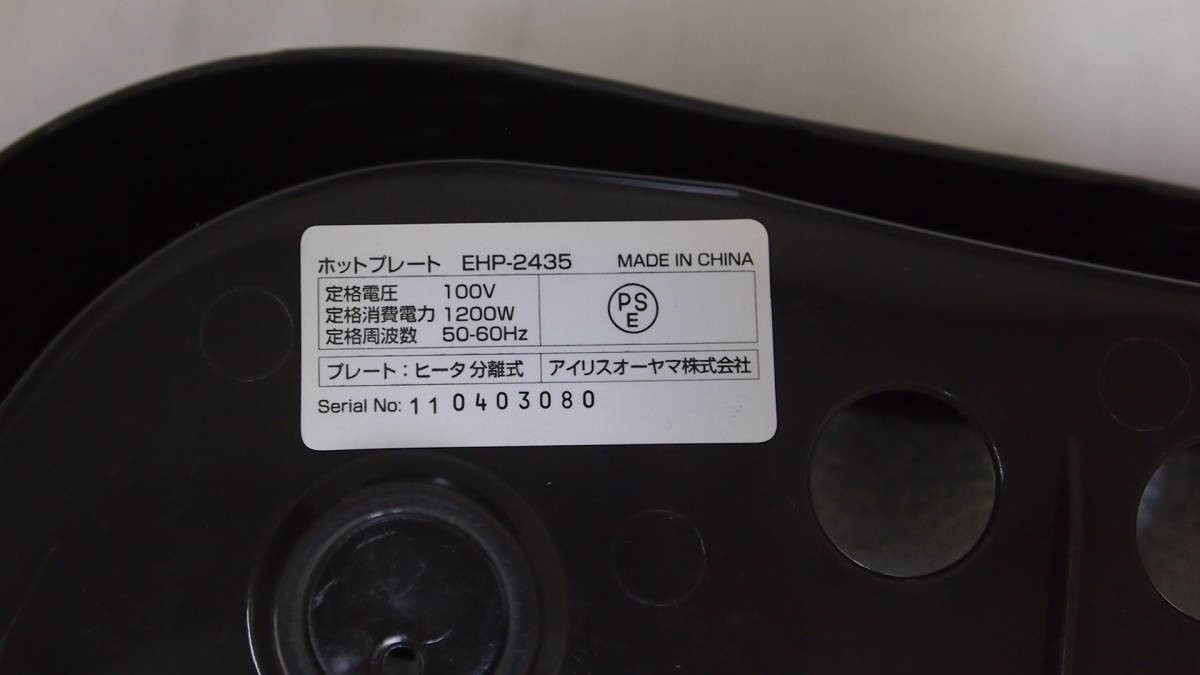 ホットプレート EHP-2435 MADE IN CHINA
定格電圧 100V
定格消費電力 1200W
定格周波数 50-60Hz
PS
E
プレート：ヒータ分離式 アイリスオーヤマ株式会社
Serial No: 110403080